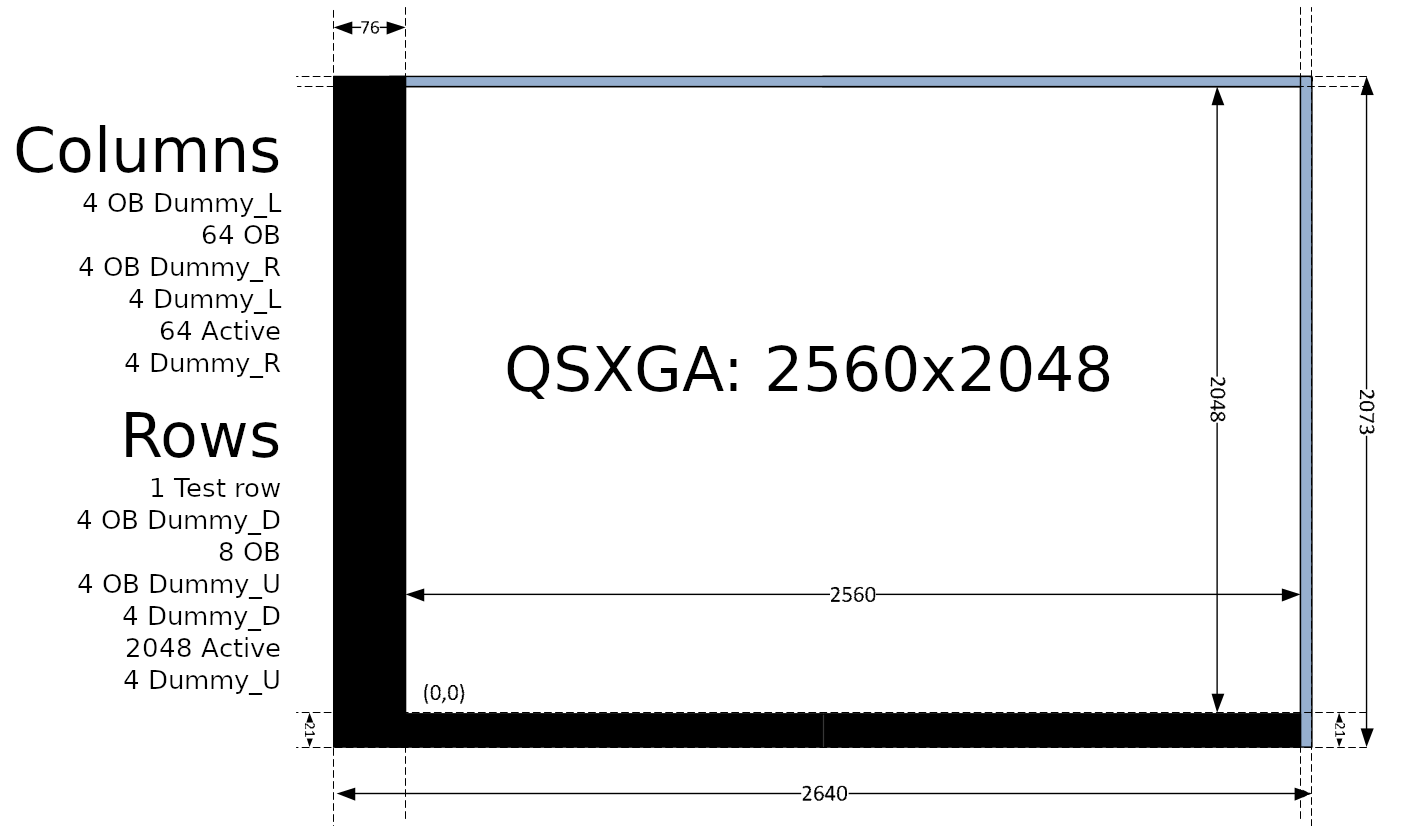 76
Columns
4 OB Dummy_L
64 OB
4 OB Dummy_R
4 Dummy_L
64 Active
4 Dummy_R
QSXGA: 2560x2048
2048
2073
Rows
1 Test row
4 OB Dummy_D
8 OB
4 OB Dummy_U
4 Dummy_D
2048 Active
4 Dummy_U
2560
(0,0)
21
21
2640